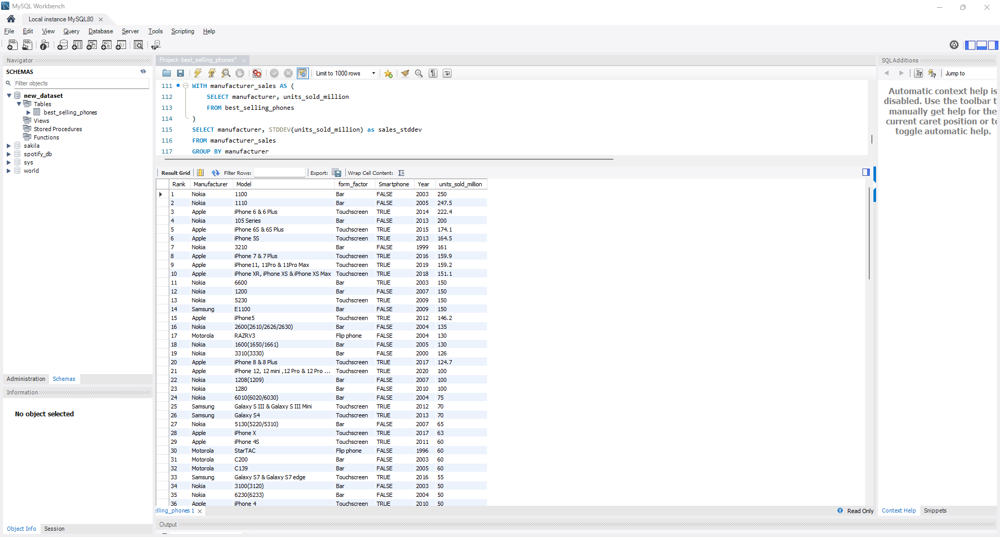 MySQL Workbench
Local instance MySQL80
File Edit View Query Database Server Tools Scripting Help
Navigator
SCHEMAS
Filter objects
new_dataset
Tables
best_selling_phones
Views
Stored Procedures
Functions
sakila
spotify_db
sys
world
Administration Schemas
Information
No object selected
Object Info Session
Project- best_selling_phones*
Limit to 1000 rows
111 WITH manufacturer_sales AS (
112 SELECT manufacturer, units_sold_million
113 FROM best_selling_phones
114 )
115 SELECT manufacturer, STDDEV(units_sold_million) as sales_stddev
116 FROM manufacturer_sales
117 GROUP BY manufacturer
Result Grid Filter Rows: Export: Wrap Cell Content:
Rank Manufacturer Model form_factor Smartphone Year units_sold_million
1 Nokia 1100 Bar FALSE 2003 250
2 Nokia 1110 Bar FALSE 2005 247.5
3 Apple iPhone 6 & 6 Plus Touchscreen TRUE 2014 222.4
4 Nokia 105 Series Bar FALSE 2013 200
5 Apple iPhone 6S & 6S Plus Touchscreen TRUE 2015 174.1
6 Apple iPhone 5S Touchscreen TRUE 2013 164.5
7 Nokia 3210 Bar FALSE 1999 161
8 Apple iPhone 7 & 7 Plus Touchscreen TRUE 2016 159.9
9 Apple iPhone11, 11Pro & 11Pro Max Touchscreen TRUE 2019 159.2
10 Apple iPhone XR, iPhone XS & iPhone XS Max Touchscreen TRUE 2018 151.1
11 Nokia 6600 Bar TRUE 2003 150
12 Nokia 1200 Bar FALSE 2007 150
13 Nokia 5230 Touchscreen TRUE 2009 150
14 Samsung E1100 Bar FALSE 2009 150
15 Apple iPhone5 Touchscreen TRUE 2012 146.2
16 Nokia 2600(2610/2626/2630) Bar FALSE 2004 135
17 Motorola RAZRV3 Flip phone FALSE 2004 130
18 Nokia 1600(1650/1661) Bar FALSE 2005 130
19 Nokia 3310(3330) Bar FALSE 2000 126
20 Apple iPhone 8 & 8 Plus Touchscreen TRUE 2017 124.7
21 Apple iPhone 12, 12 mini ,12 Pro & 12 Pro ... Touchscreen TRUE 2020 100
22 Nokia 1208(1209) Bar FALSE 2007 100
23 Nokia 1280 Bar FALSE 2010 100
24 Nokia 6010(6020/6030) Bar FALSE 2004 75
25 Samsung Galaxy S III & Galaxy S III Mini Touchscreen TRUE 2012 70
26 Samsung Galaxy S4 Touchscreen TRUE 2013 70
27 Nokia 5130(5220/5310) Bar FALSE 2007 65
28 Apple iPhone X Touchscreen TRUE 2017 63
29 Apple iPhone 4S Touchscreen TRUE 2011 60
30 Motorola StarTAC Flip phone FALSE 1996 60
31 Motorola C200 Bar FALSE 2003 60
32 Motorola C139 Bar FALSE 2005 60
33 Samsung Galaxy S7 & Galaxy S7 edge Touchscreen TRUE 2016 55
34 Nokia 3100(3120) Bar FALSE 2003 50
35 Nokia 6230(6233) Bar FALSE 2004 50
36 Apple iPhone 4 Touchscreen TRUE 2010 50
elling_phones 1
Read Only
Output
SQLAdditions
Jump to
Automatic context help is
disabled. Use the toolbar t
manually get help for the
current caret position or to
toggle automatic help.
Context Help Snippets